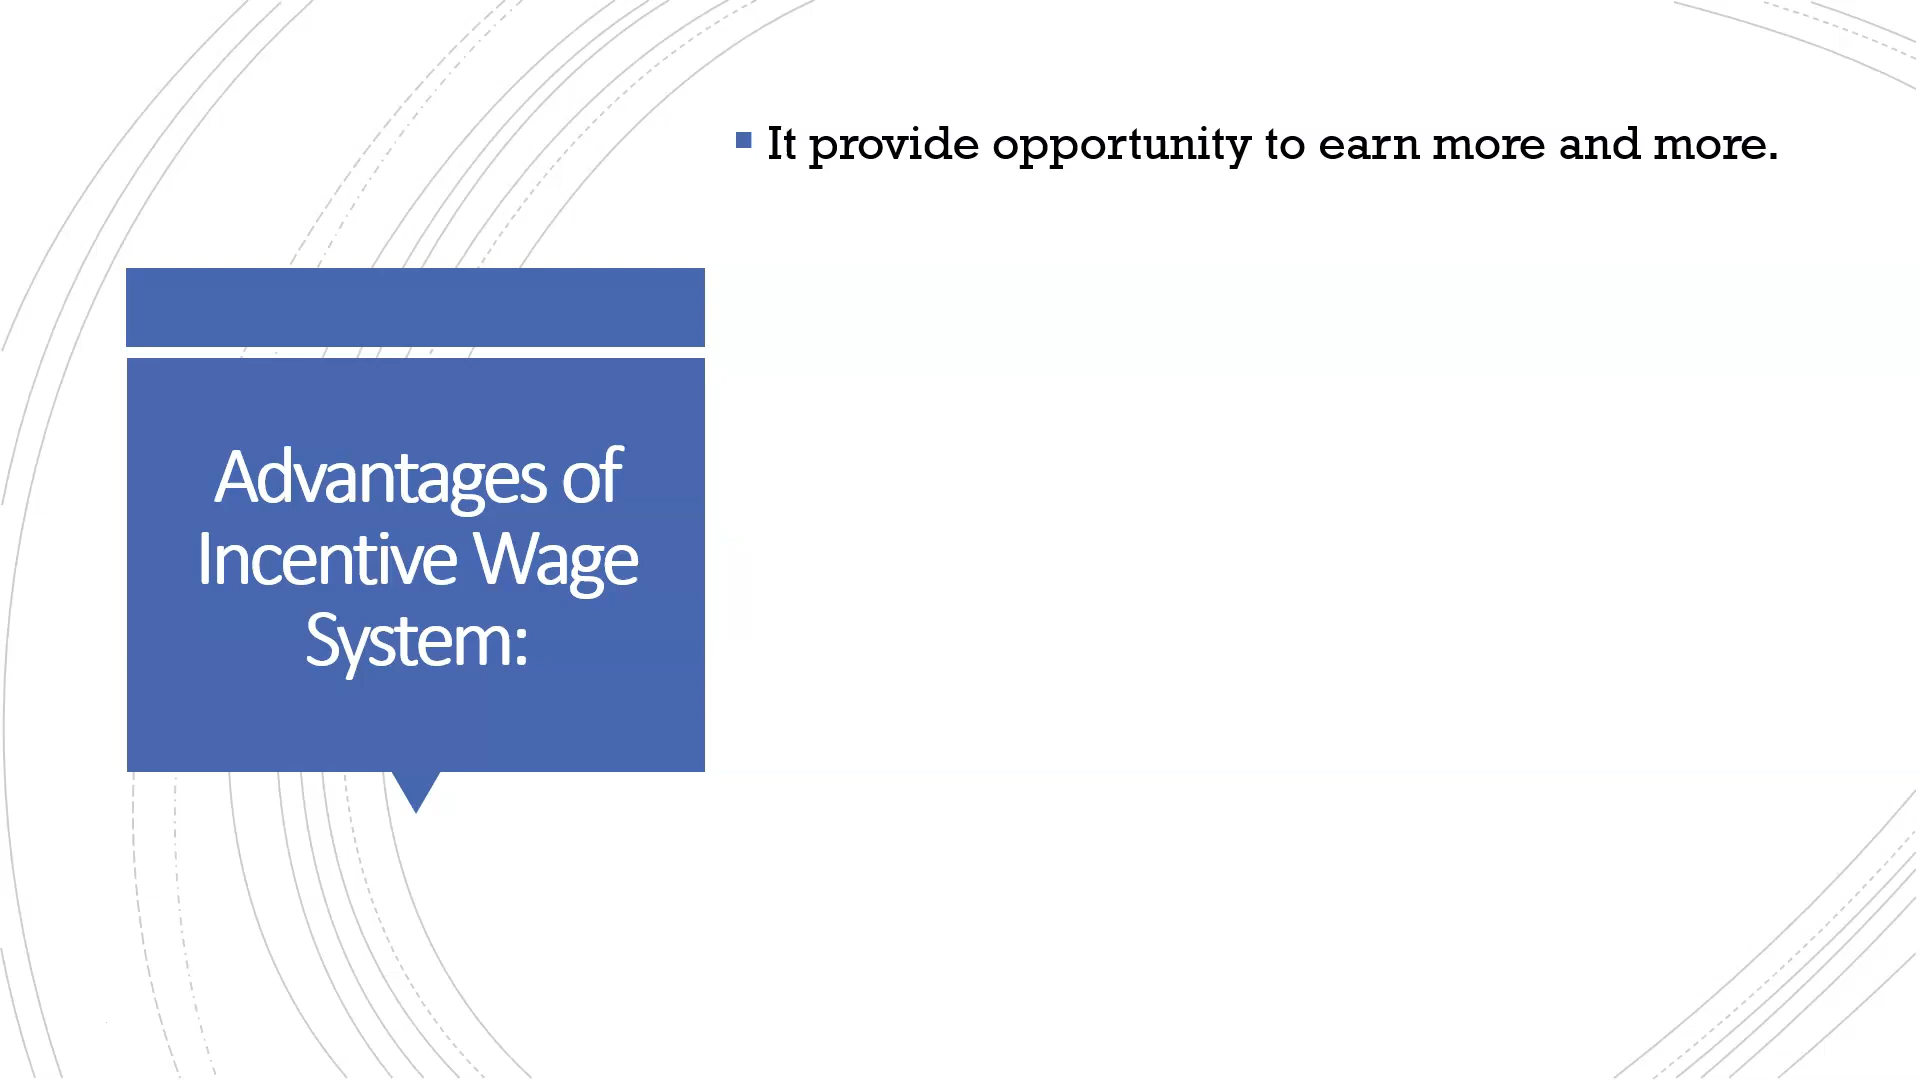 Advantages of
Incentive Wage
System:
It provide opportunity to earn more and more.